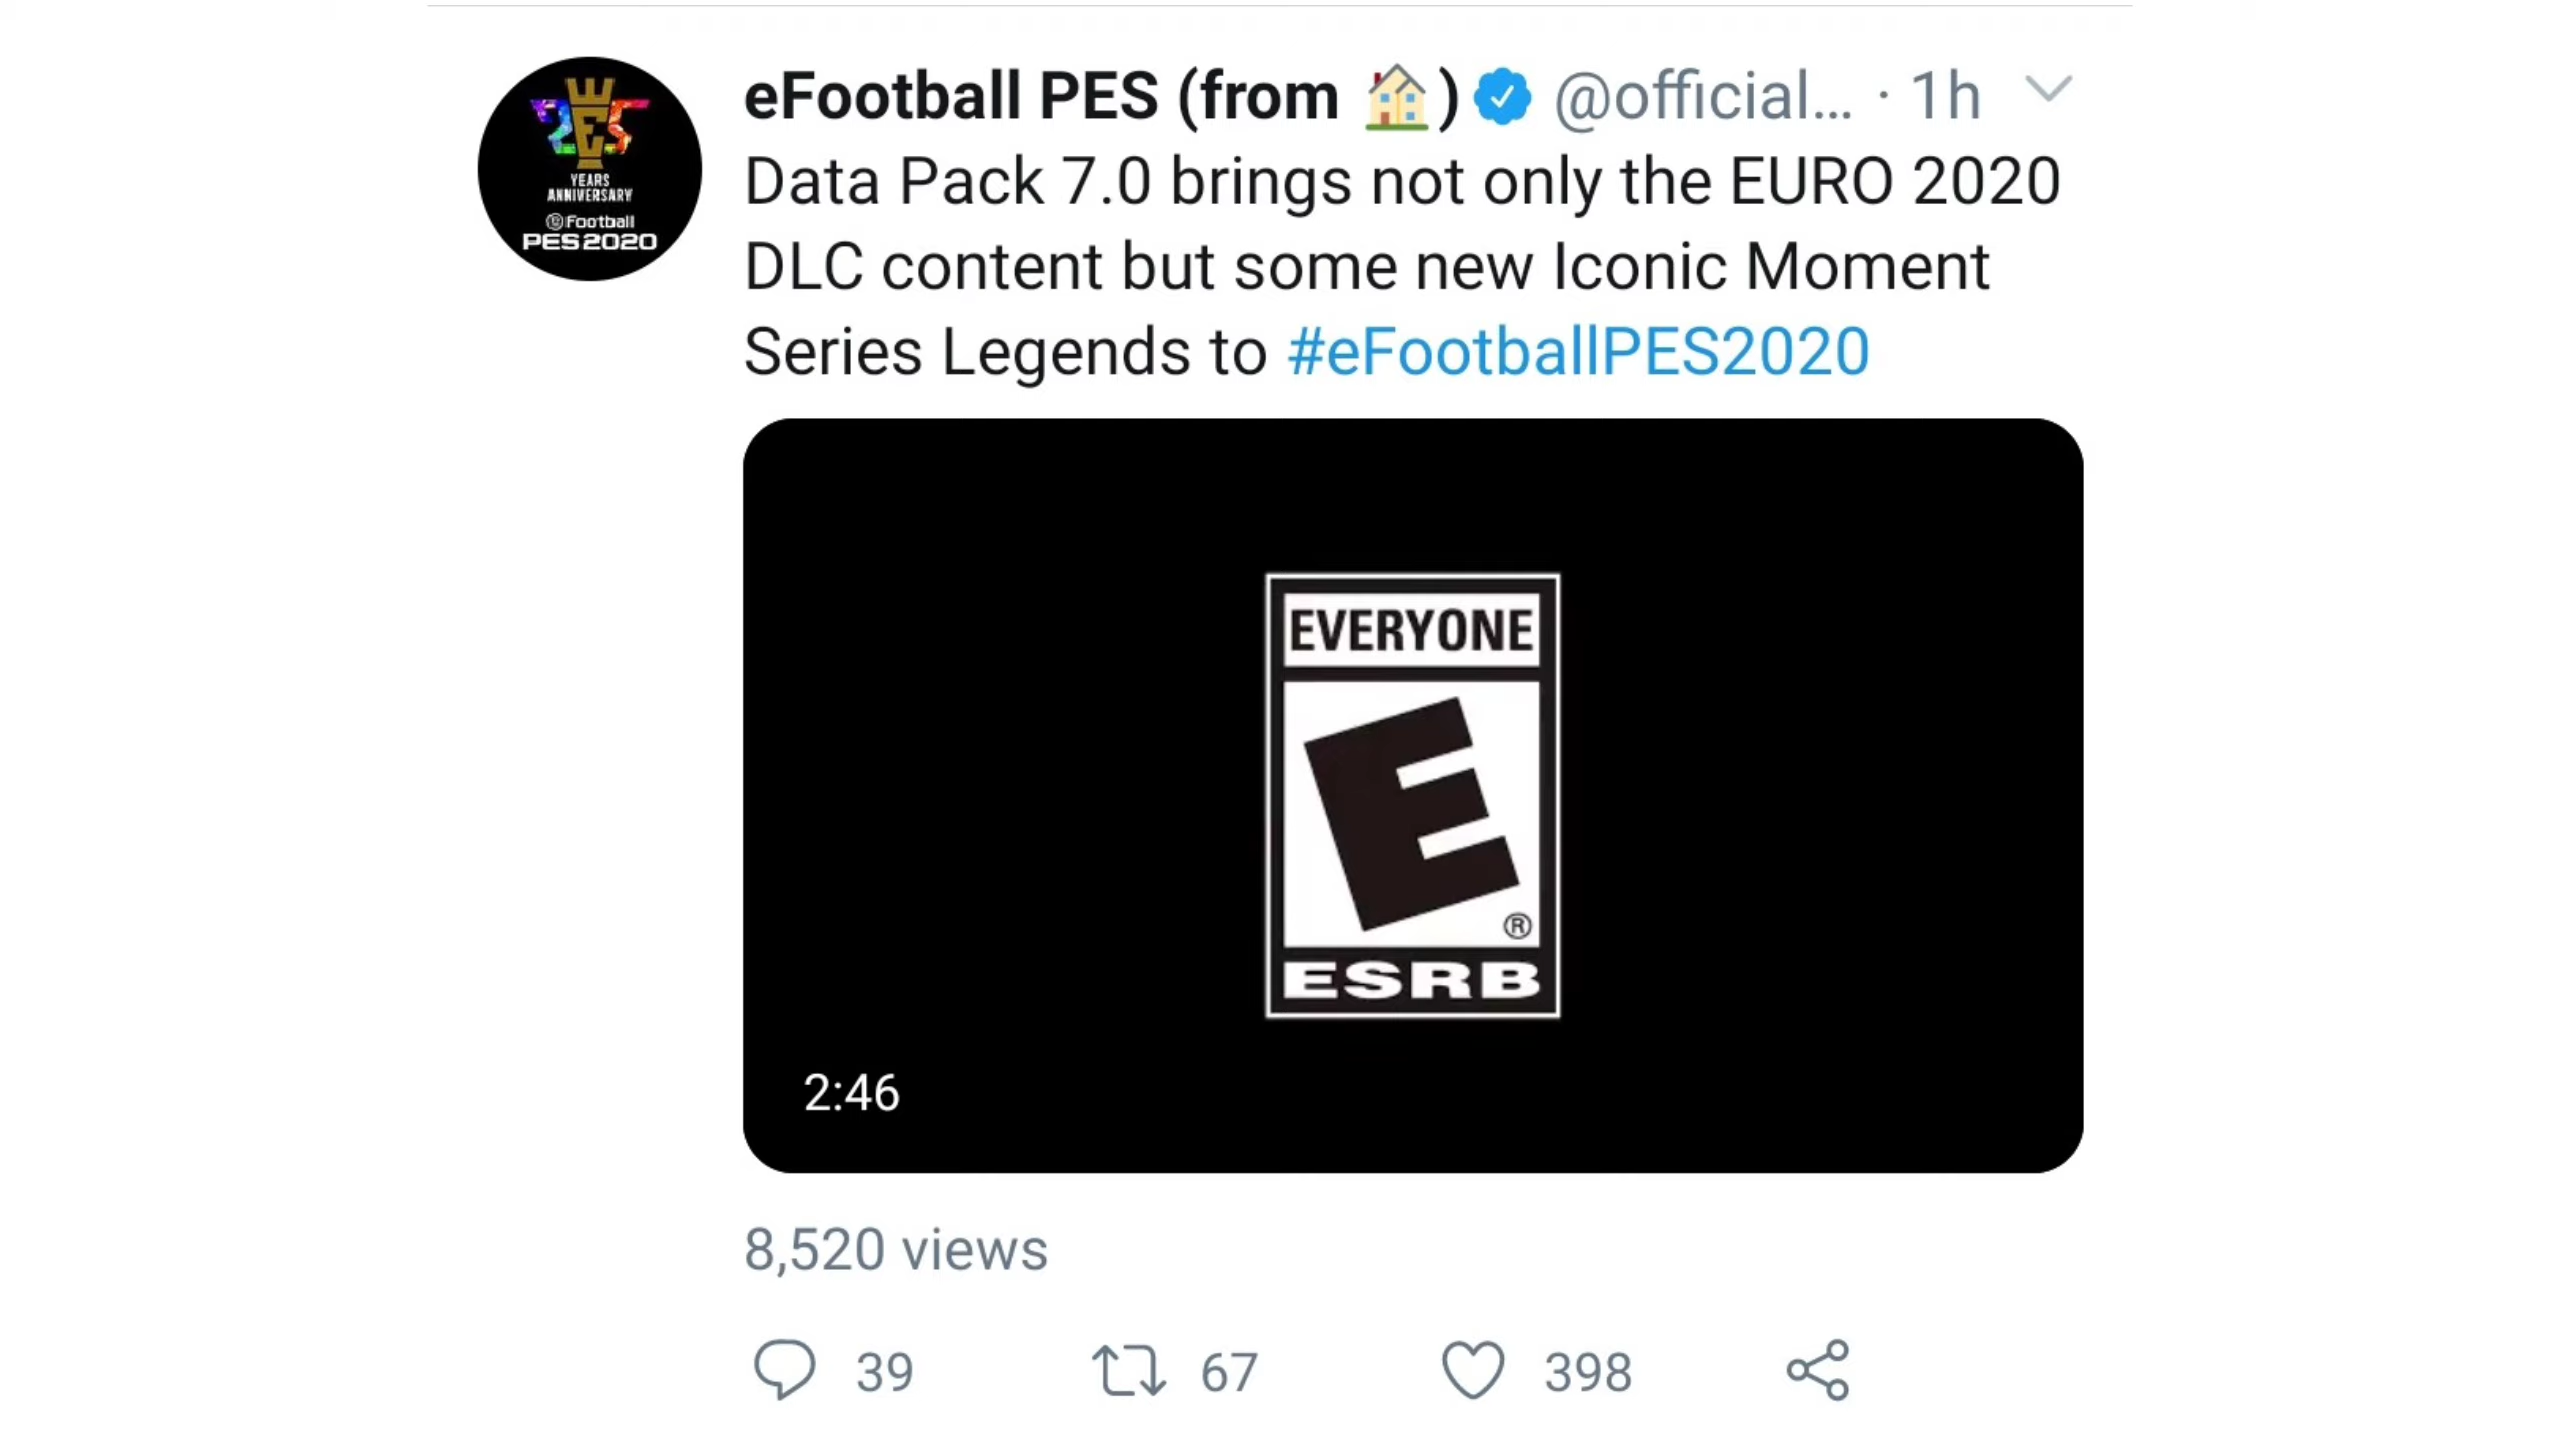 25
YEARS
ANNIVERSARY
eFootball
PES2020
eFootball PES (from 🏠) @official... · 1h
Data Pack 7.0 brings not only the EURO 2020
DLC content but some new Iconic Moment
Series Legends to #eFootballPES2020
EVERYONE
E
®
ESRB
2:46
8,520 views
39 67 398